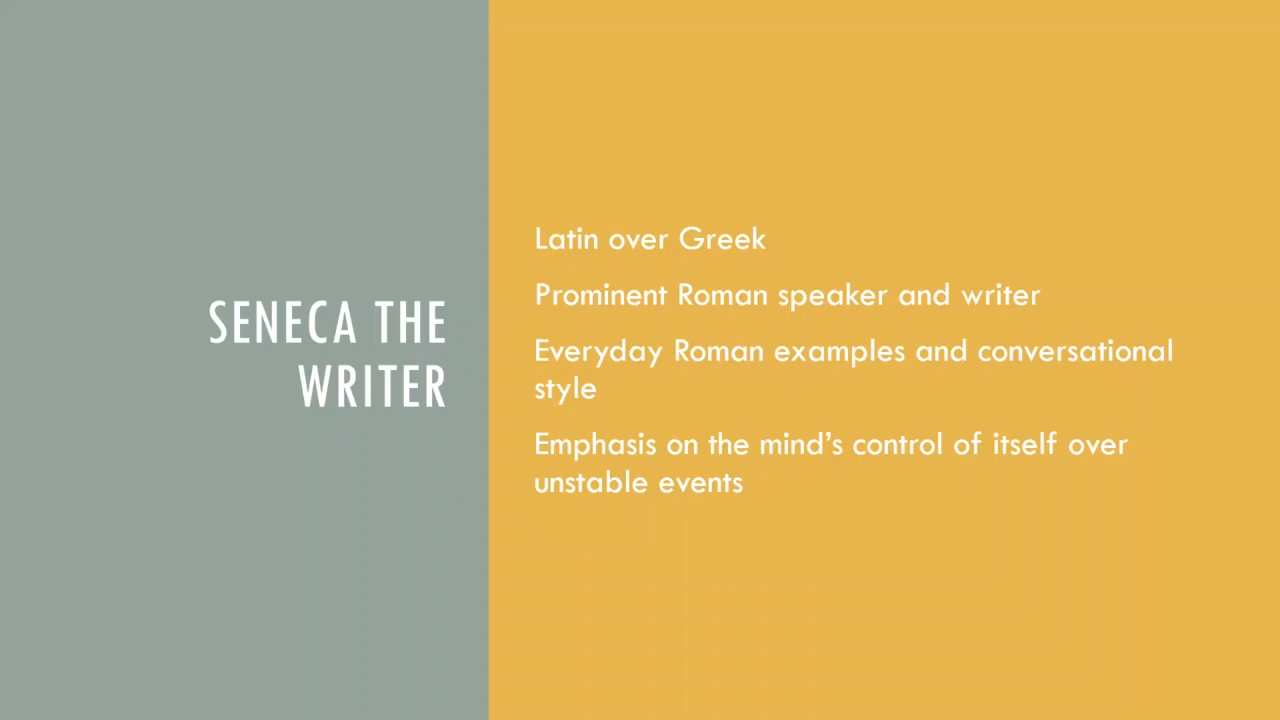 SENECA THE
WRITER
Latin over Greek
Prominent Roman speaker and writer
Everyday Roman examples and conversational
style
Emphasis on the mind’s control of itself over
unstable events